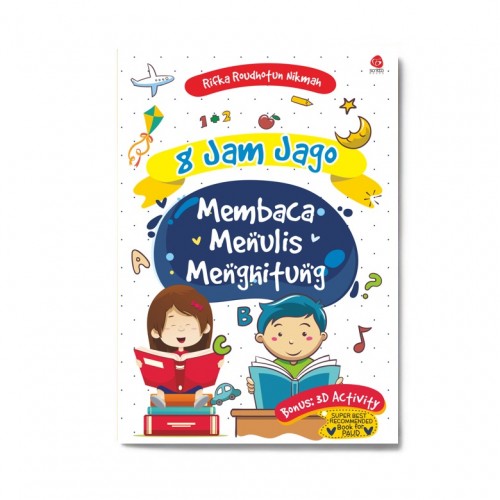 Rifka Roudhotun Nikmah
1+2
8 Jam Jago
Membaca
Menulis
Menghitung
A
B
C
?
Bonus: 3D Activity
SUPER BEST
RECOMMENDED
Book for
PAUD